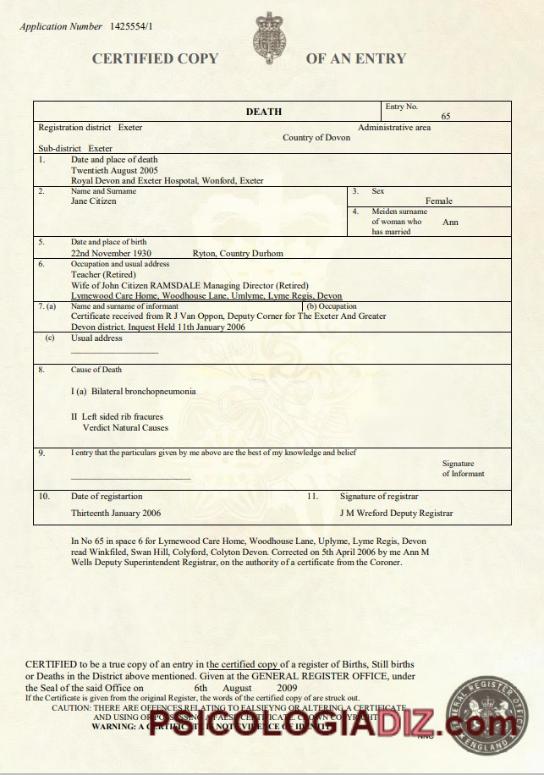 Application Number 1425554/1
CERTIFIED COPY OF AN ENTRY
DEATH
Entry No.
65
Registration district Exeter
Administrative area
Country of Dovon
Sub-district Exeter
1. Date and place of death
Twentieth August 2005
Royal Devon and Exeter Hospotal, Wonford, Exeter
2. Name and Surname
Jane Citizen
3. Sex
Female
4. Meiden surname
of woman who
has married
Ann
5. Date and place of birth
22nd November 1930 Ryton, Country Durhom
6. Occupation and usual address
Teacher (Retired)
Wife of John Citizen RAMSDALE Managing Director (Retired)
Lymewood Care Home, Woodhouse Lane, Umlyme, Lyme Regis, Devon
7. (a) Name and surname of informant (b) Occupation
Certificate received from R J Van Oppon, Deputy Corner for The Exeter And Greater
Devon district. Inquest Held 11th January 2006
(c) Usual address
8. Cause of Death
I (a) Bilateral bronchopneumonia
II Left sided rib fracures
Verdict Natural Causes
9. I entry that the particulars given by me above are the best of my knowledge and belief
Signature
of Informant
10. Date of registartion
Thirteenth January 2006
11. Signature of registrar
J M Wreford Deputy Registrar
In No 65 in space 6 for Lymewood Care Home, Woodhouse Lane, Uplyme, Lyme Regis, Devon
read Winkfiled, Swan Hill, Colyford, Colyton Devon. Corrected on 5th April 2006 by me Ann M
Wells Deputy Superintendent Registrar, on the authority of a certificate from the Coroner.
CERTIFIED to be a true copy of an entry in the certified copy of a register of Births, Still births
or Deaths in the District above mentioned. Given at the GENERAL REGISTER OFFICE, under
the Seal of the said Office on 6th August 2009
If the Certificate is given from the original Register, the words of the certified copy of are struck out.
CAUTION: THERE ARE OFFENCES RELATING TO FALSIFYNG OR ALTERING A CERTIFICATE
AND USING OR POSSESSING A FALSE CERTIFICATE. CROWN COPYRIGHT
WARNING: A CERTIFICATE IS NOT EVIDENCE OF IDENTITY
PSICOLOGIADIZ.com
GENERAL REGISTER OFFICE
ENGLAND